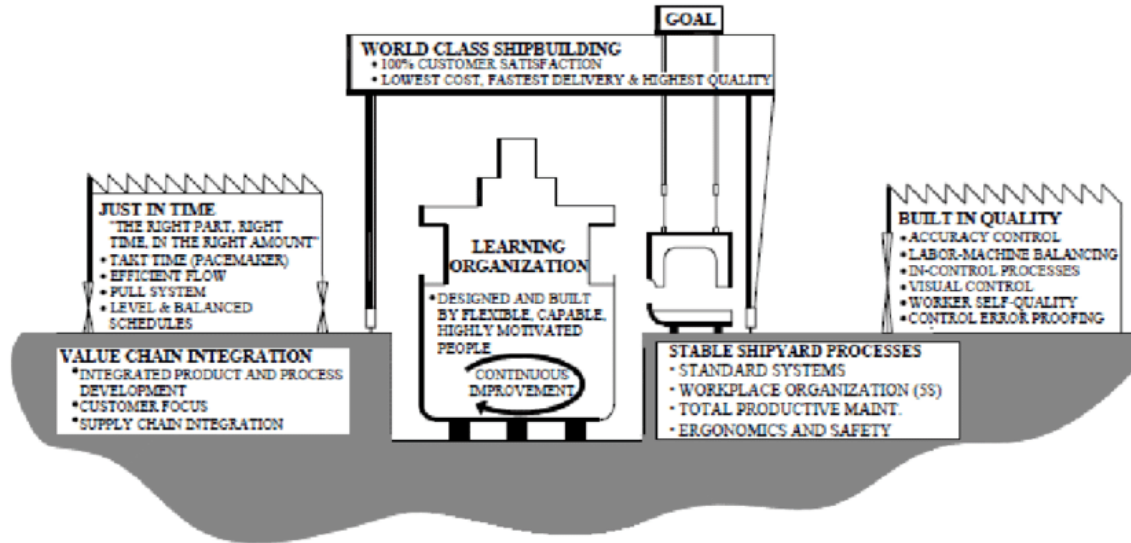 GOAL
WORLD CLASS SHIPBUILDING
• 100% CUSTOMER SATISFACTION
• LOWEST COST, FASTEST DELIVERY & HIGHEST QUALITY
JUST IN TIME
"THE RIGHT PART, RIGHT
TIME, IN THE RIGHT AMOUNT"
• TAKT TIME (PACEMAKER)
• EFFICIENT FLOW
• PULL SYSTEM
• LEVEL & BALANCED
SCHEDULES
LEARNING
ORGANIZATION
• DESIGNED AND BUILT
BY FLEXIBLE, CAPABLE,
HIGHLY MOTIVATED
PEOPLE
CONTINUOUS
IMPROVEMENT
BUILT IN QUALITY
• ACCURACY CONTROL
• LABOR-MACHINE BALANCING
• IN-CONTROL PROCESSES
• VISUAL CONTROL
• WORKER SELF-QUALITY
• CONTROL ERROR PROOFING
VALUE CHAIN INTEGRATION
• INTEGRATED PRODUCT AND PROCESS
DEVELOPMENT
• CUSTOMER FOCUS
• SUPPLY CHAIN INTEGRATION
STABLE SHIPYARD PROCESSES
• STANDARD SYSTEMS
• WORKPLACE ORGANIZATION (5S)
• TOTAL PRODUCTIVE MAINT.
• ERGONOMICS AND SAFETY